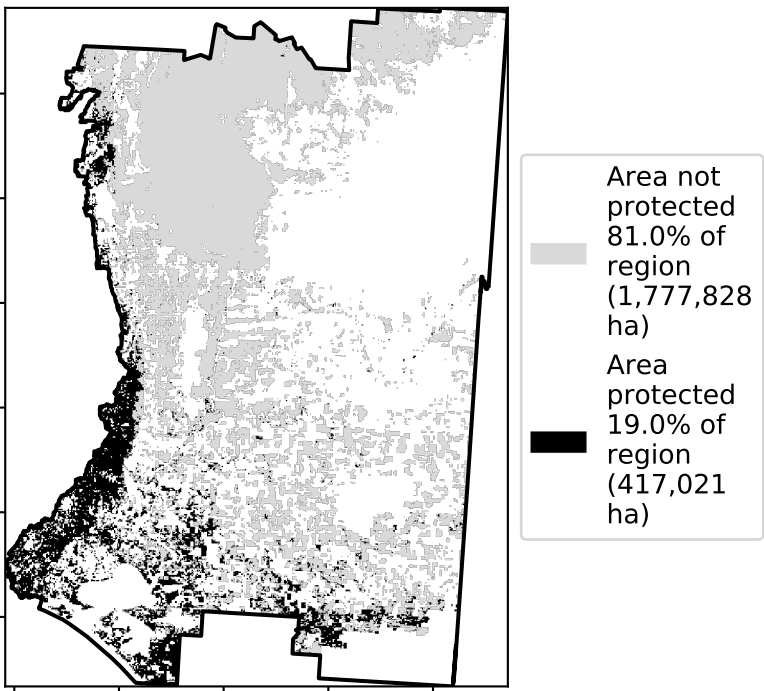 Area not
protected
81.0% of
region
(1,777,828
ha)
Area
protected
19.0% of
region
(417,021
ha)